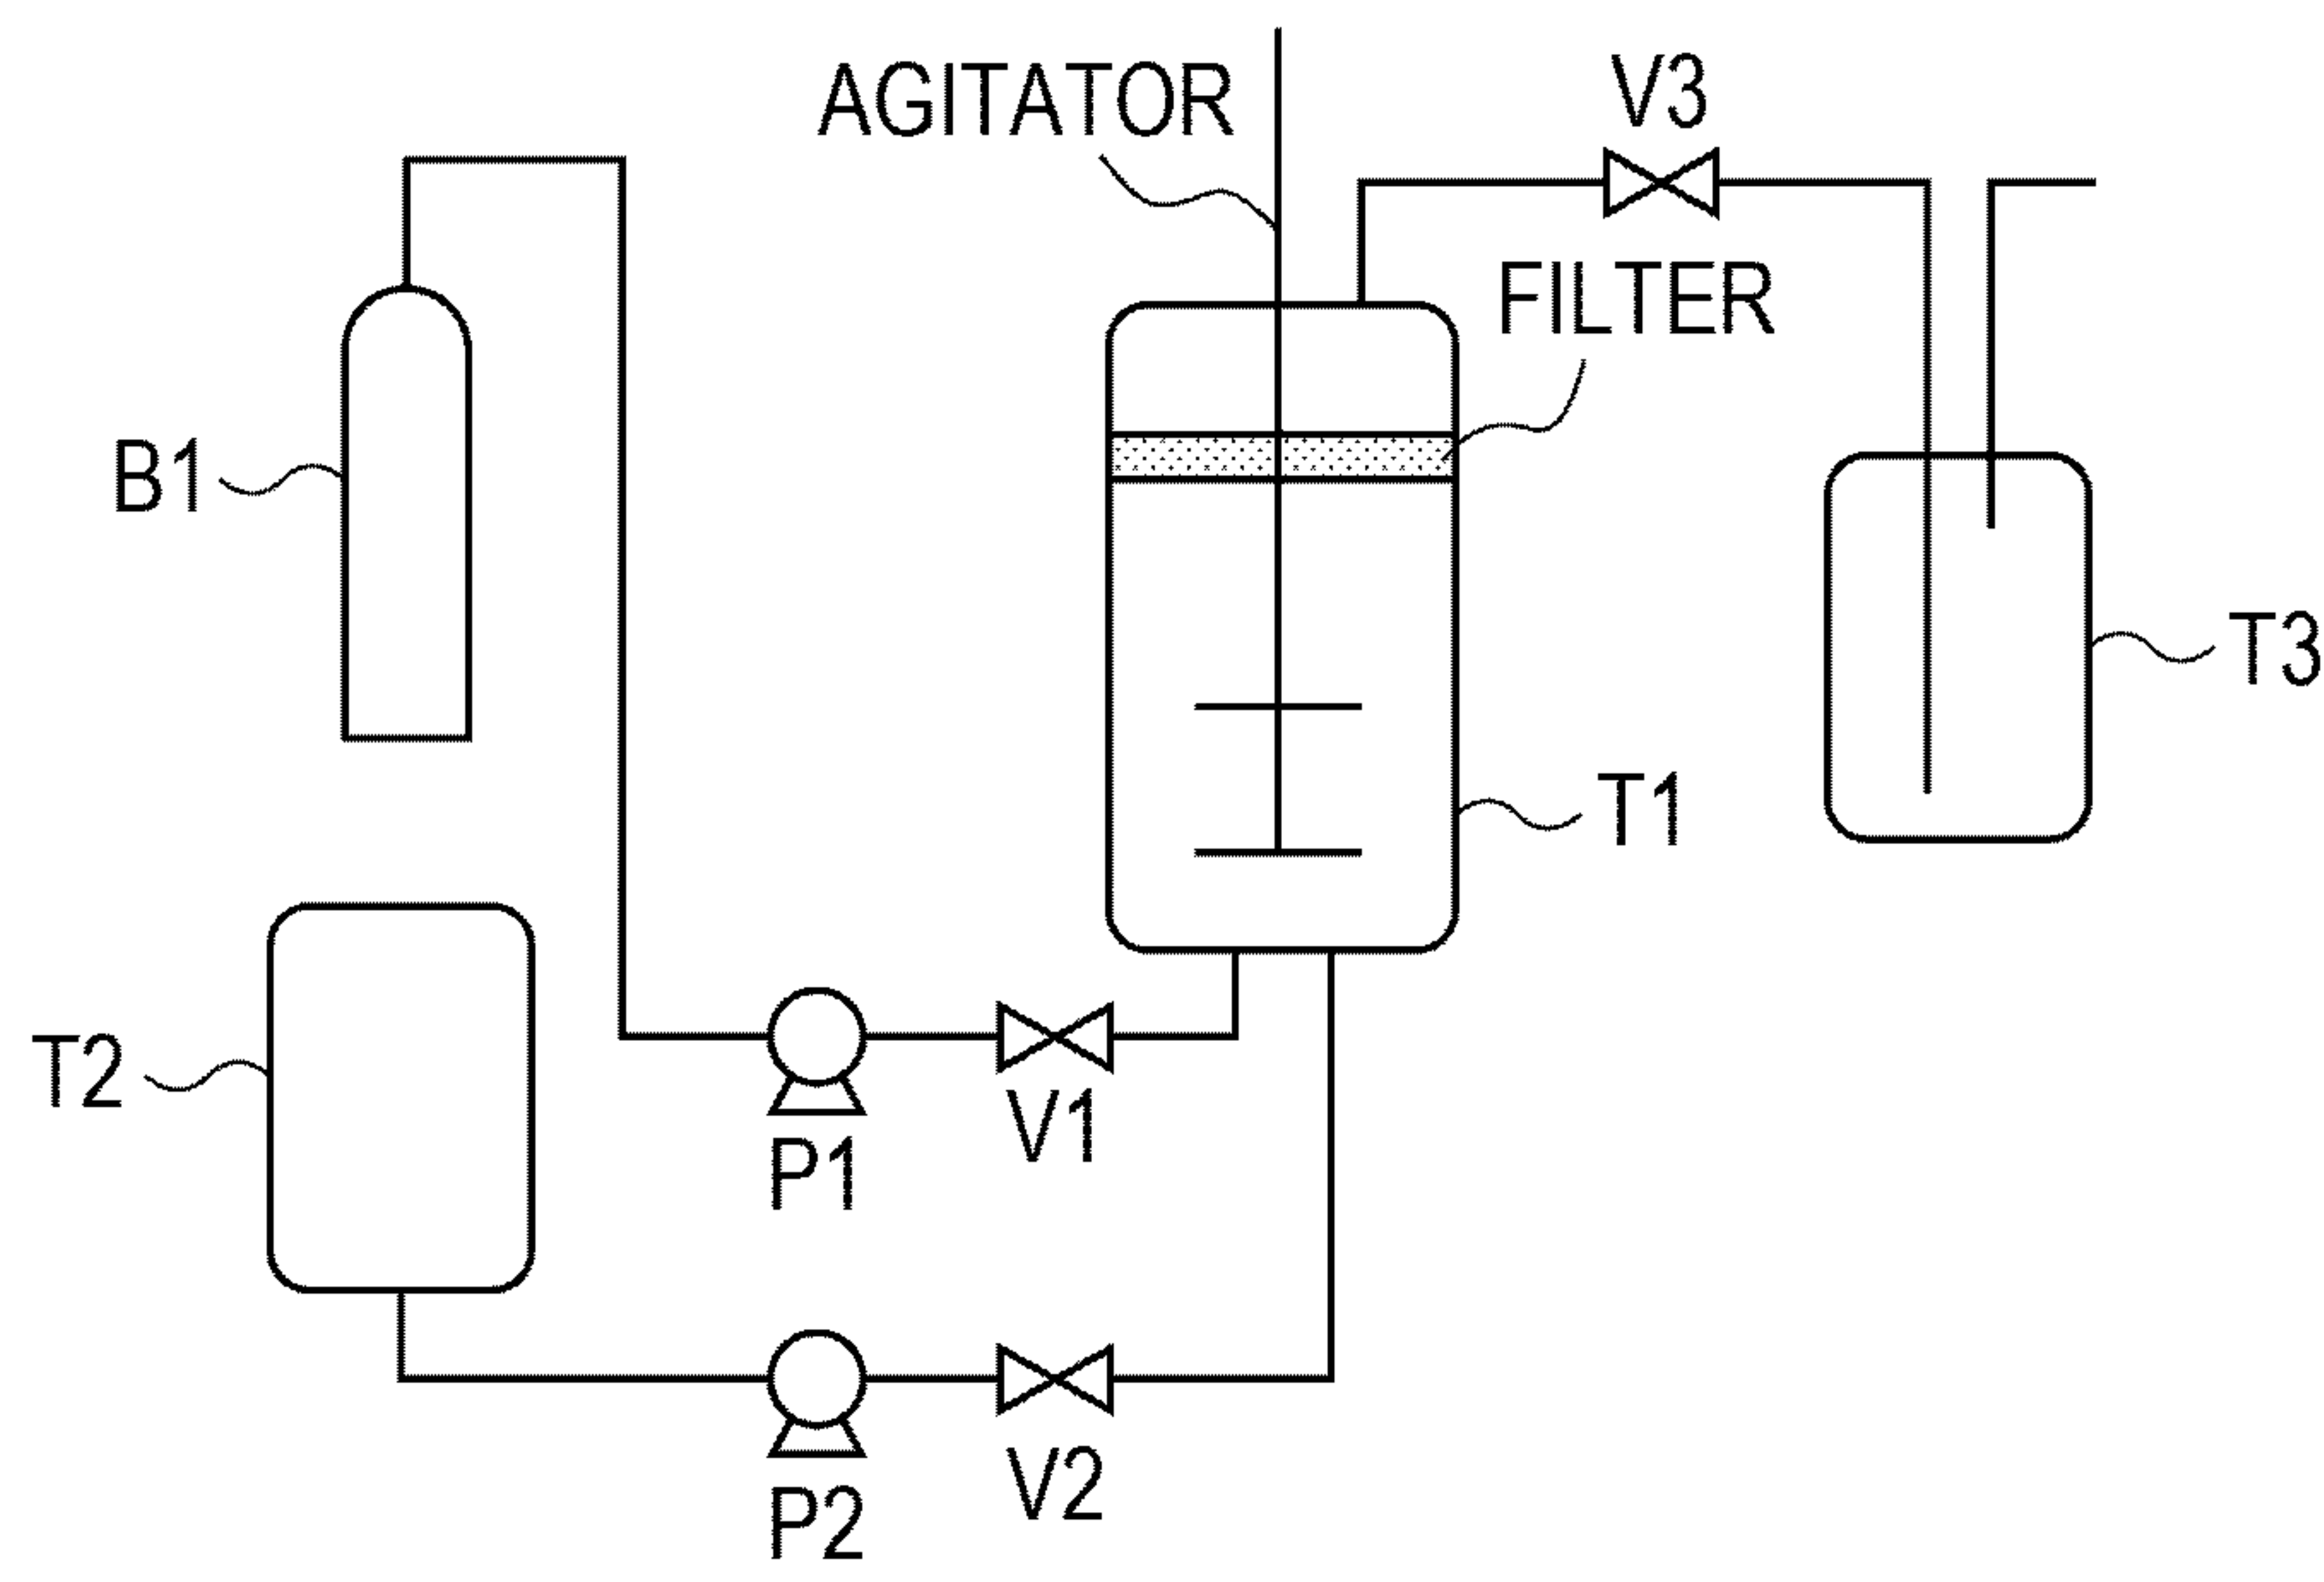 AGITATOR
V3
FILTER
B1
T3
T1
T2
V1
P1
V2
P2